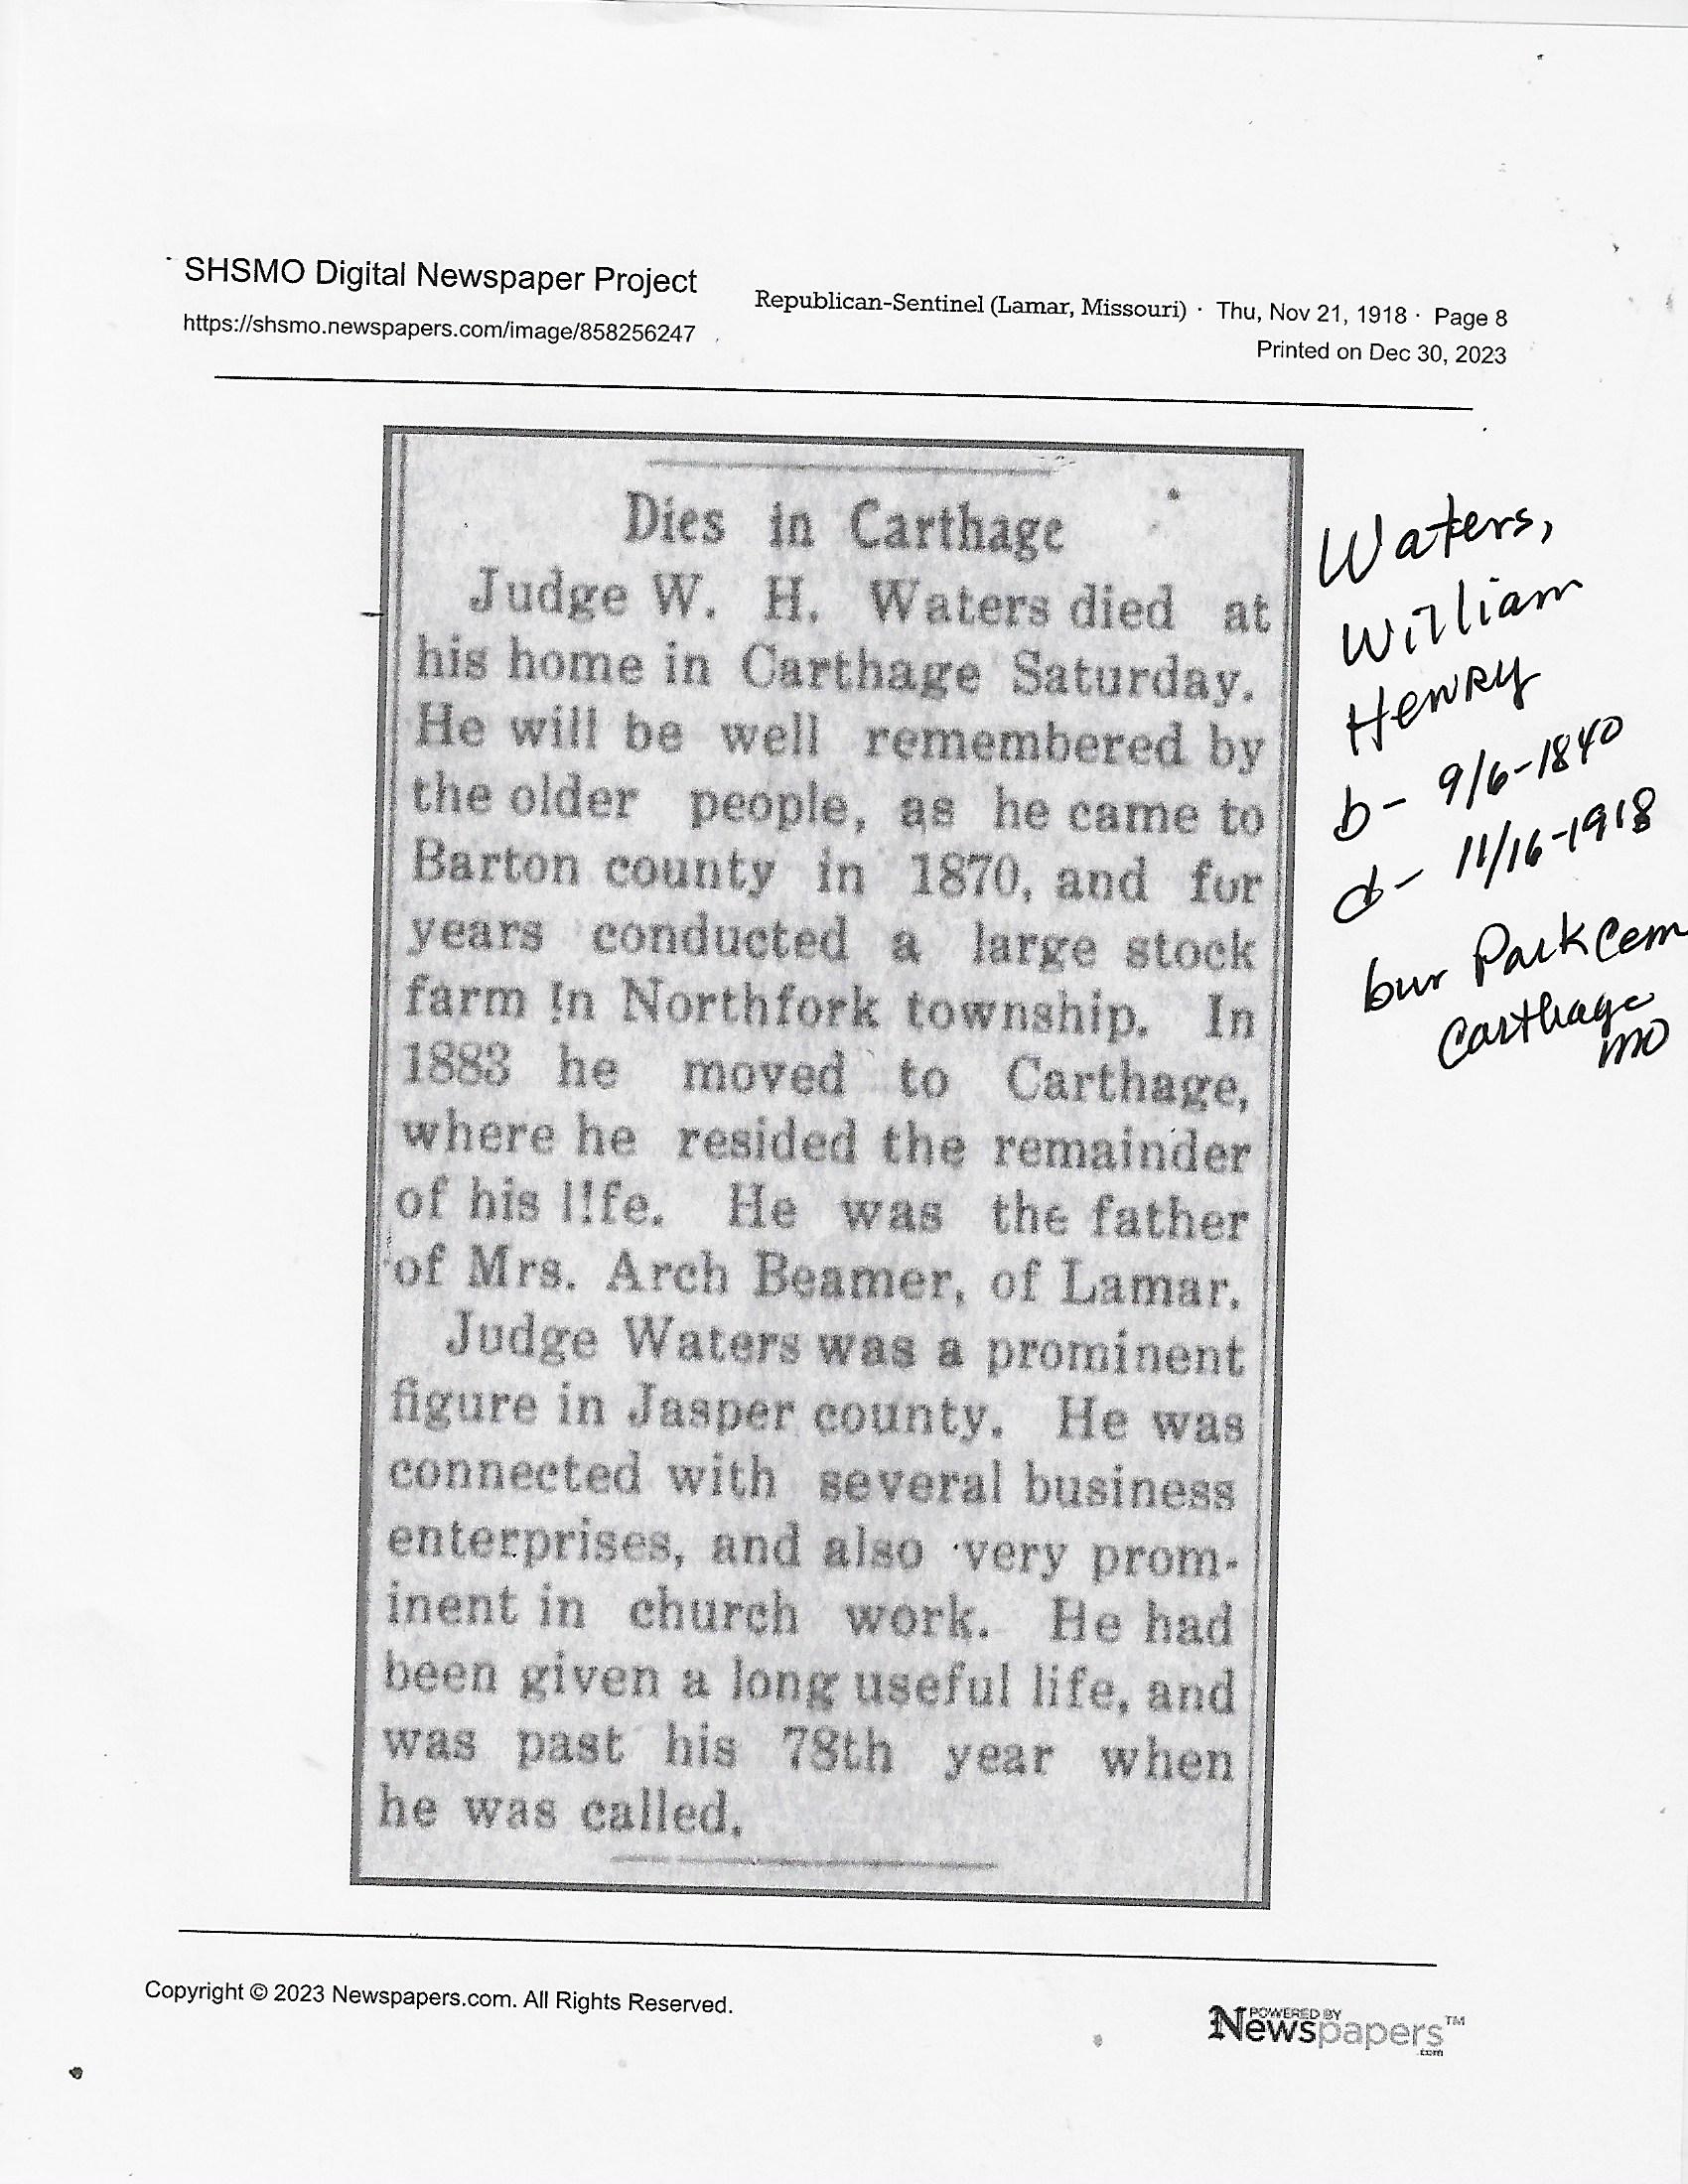 SHSMO Digital Newspaper Project
https://shsmo.newspapers.com/image/858256247
Republican-Sentinel (Lamar, Missouri) · Thu, Nov 21, 1918 · Page 8
Printed on Dec 30, 2023
Dies in Carthage
Judge W. H. Waters died at
his home in Carthage Saturday.
He will be well remembered by
the older people, as he came to
Barton county in 1870, and for
years conducted a large stock
farm in Northfork township. In
1883 he moved to Carthage,
where he resided the remainder
of his life. He was the father
of Mrs. Arch Beamer, of Lamar.
Judge Waters was a prominent
figure in Jasper county. He was
connected with several business
enterprises, and also very prom-
inent in church work. He had
been given a long useful life, and
was past his 78th year when
he was called.
Waters,
William
Henry
b- 9/6-1840
d- 11/16-1918
bur Park Cem
Carthage
MO
Copyright © 2023 Newspapers.com. All Rights Reserved.
POWERED BY
Newspapers™
.com